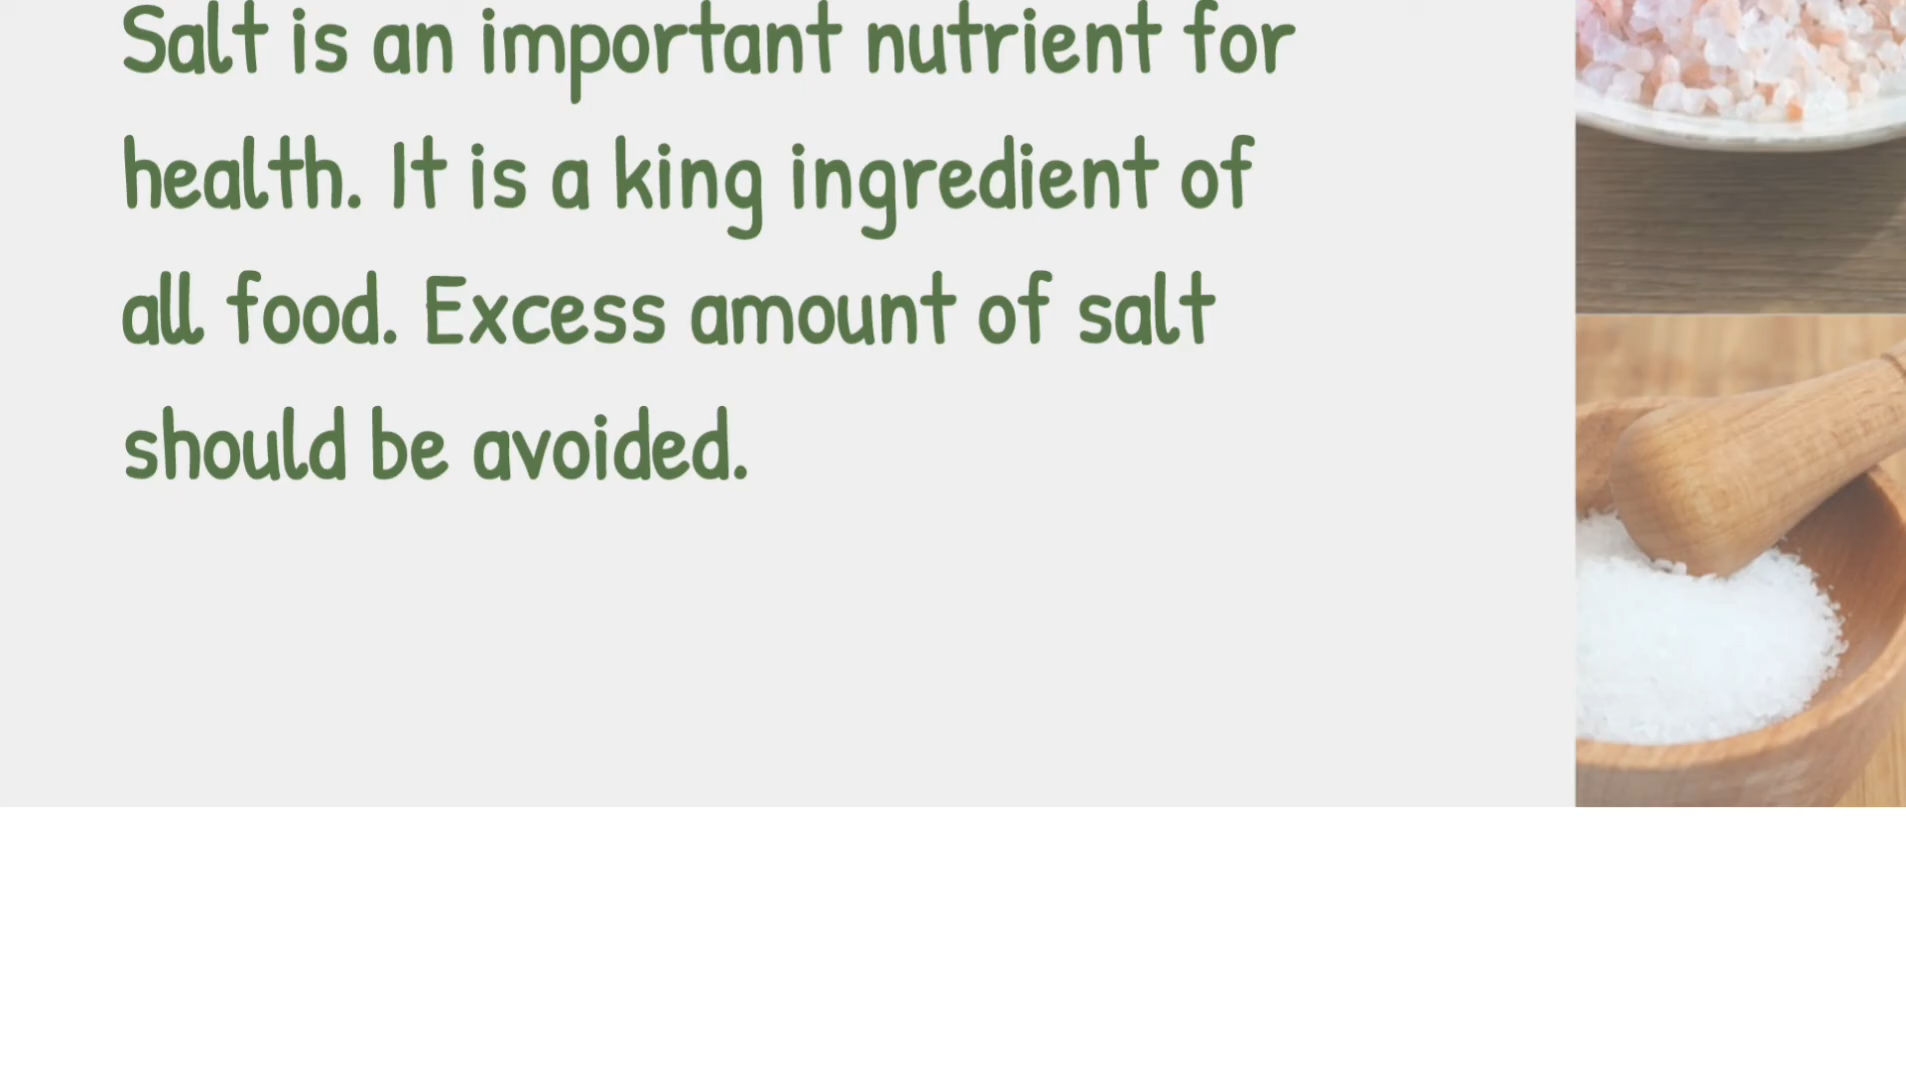 Salt is an important nutrient for
health. It is a king ingredient of
all food. Excess amount of salt
should be avoided.